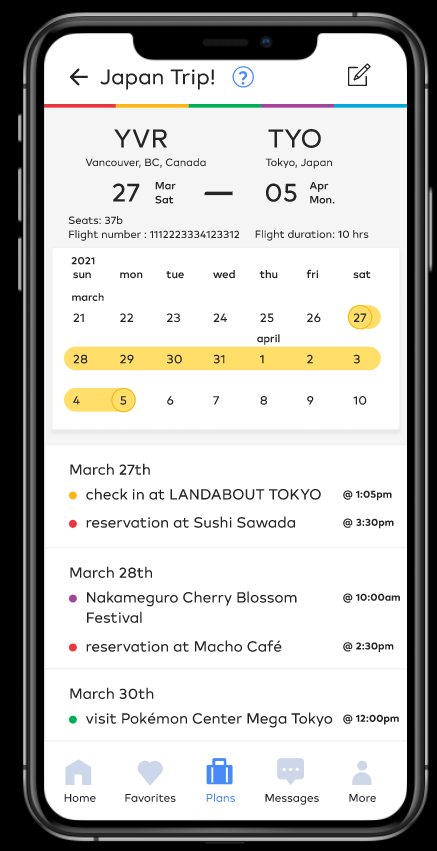 Japan Trip! ?
YVR TYO
Vancouver, BC, Canada Tokyo, Japan
27 Mar Sat — 05 Apr Mon.
Seats: 37b
Flight number : 1112223334123312 Flight duration: 10 hrs
2021
sun mon tue wed thu fri sat
march
21 22 23 24 25 26 27
april
28 29 30 31 1 2 3
4 5 6 7 8 9 10
March 27th
check in at LANDABOUT TOKYO @ 1:05pm
reservation at Sushi Sawada @ 3:30pm
March 28th
Nakameguro Cherry Blossom @ 10:00am
Festival
reservation at Macho Café @ 2:30pm
March 30th
visit Pokémon Center Mega Tokyo @ 12:00pm
Home Favorites Plans Messages More